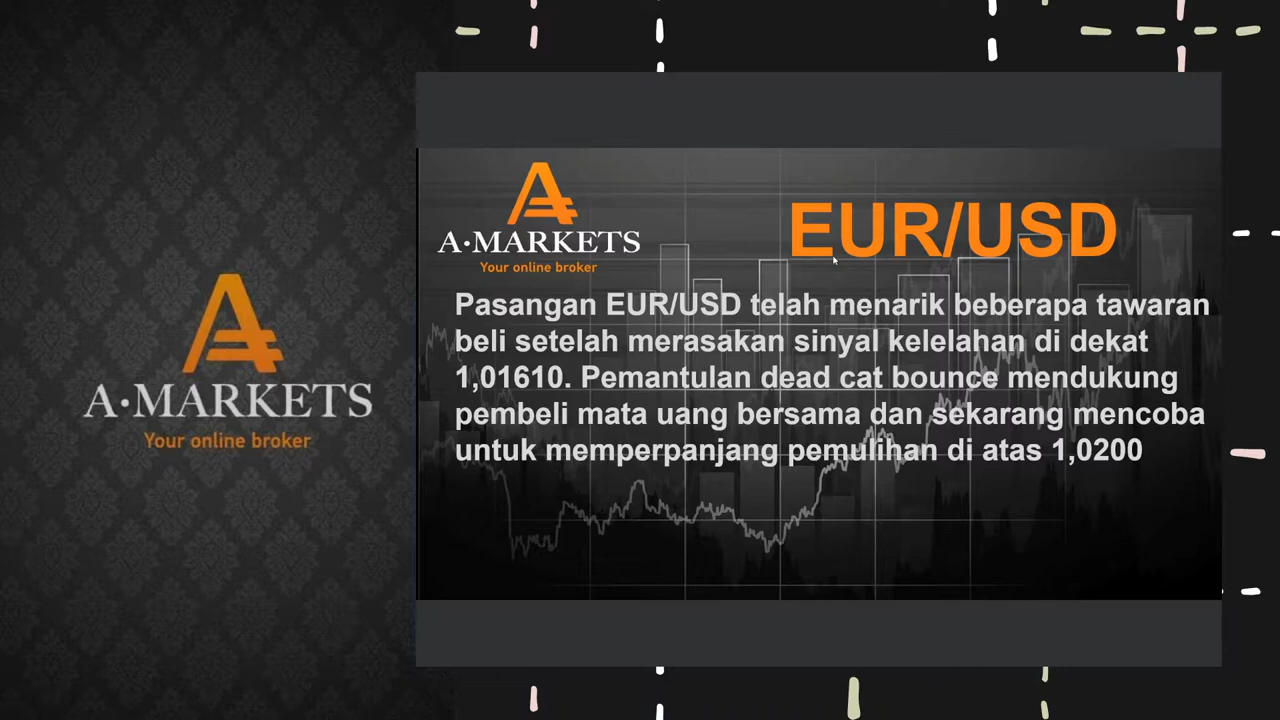 A·MARKETS
Your online broker
A·MARKETS
Your online broker
EUR/USD
Pasangan EUR/USD telah menarik beberapa tawaran
beli setelah merasakan sinyal kelelahan di dekat
1,01610. Pemantulan dead cat bounce mendukung
pembeli mata uang bersama dan sekarang mencoba
untuk memperpanjang pemulihan di atas 1,0200